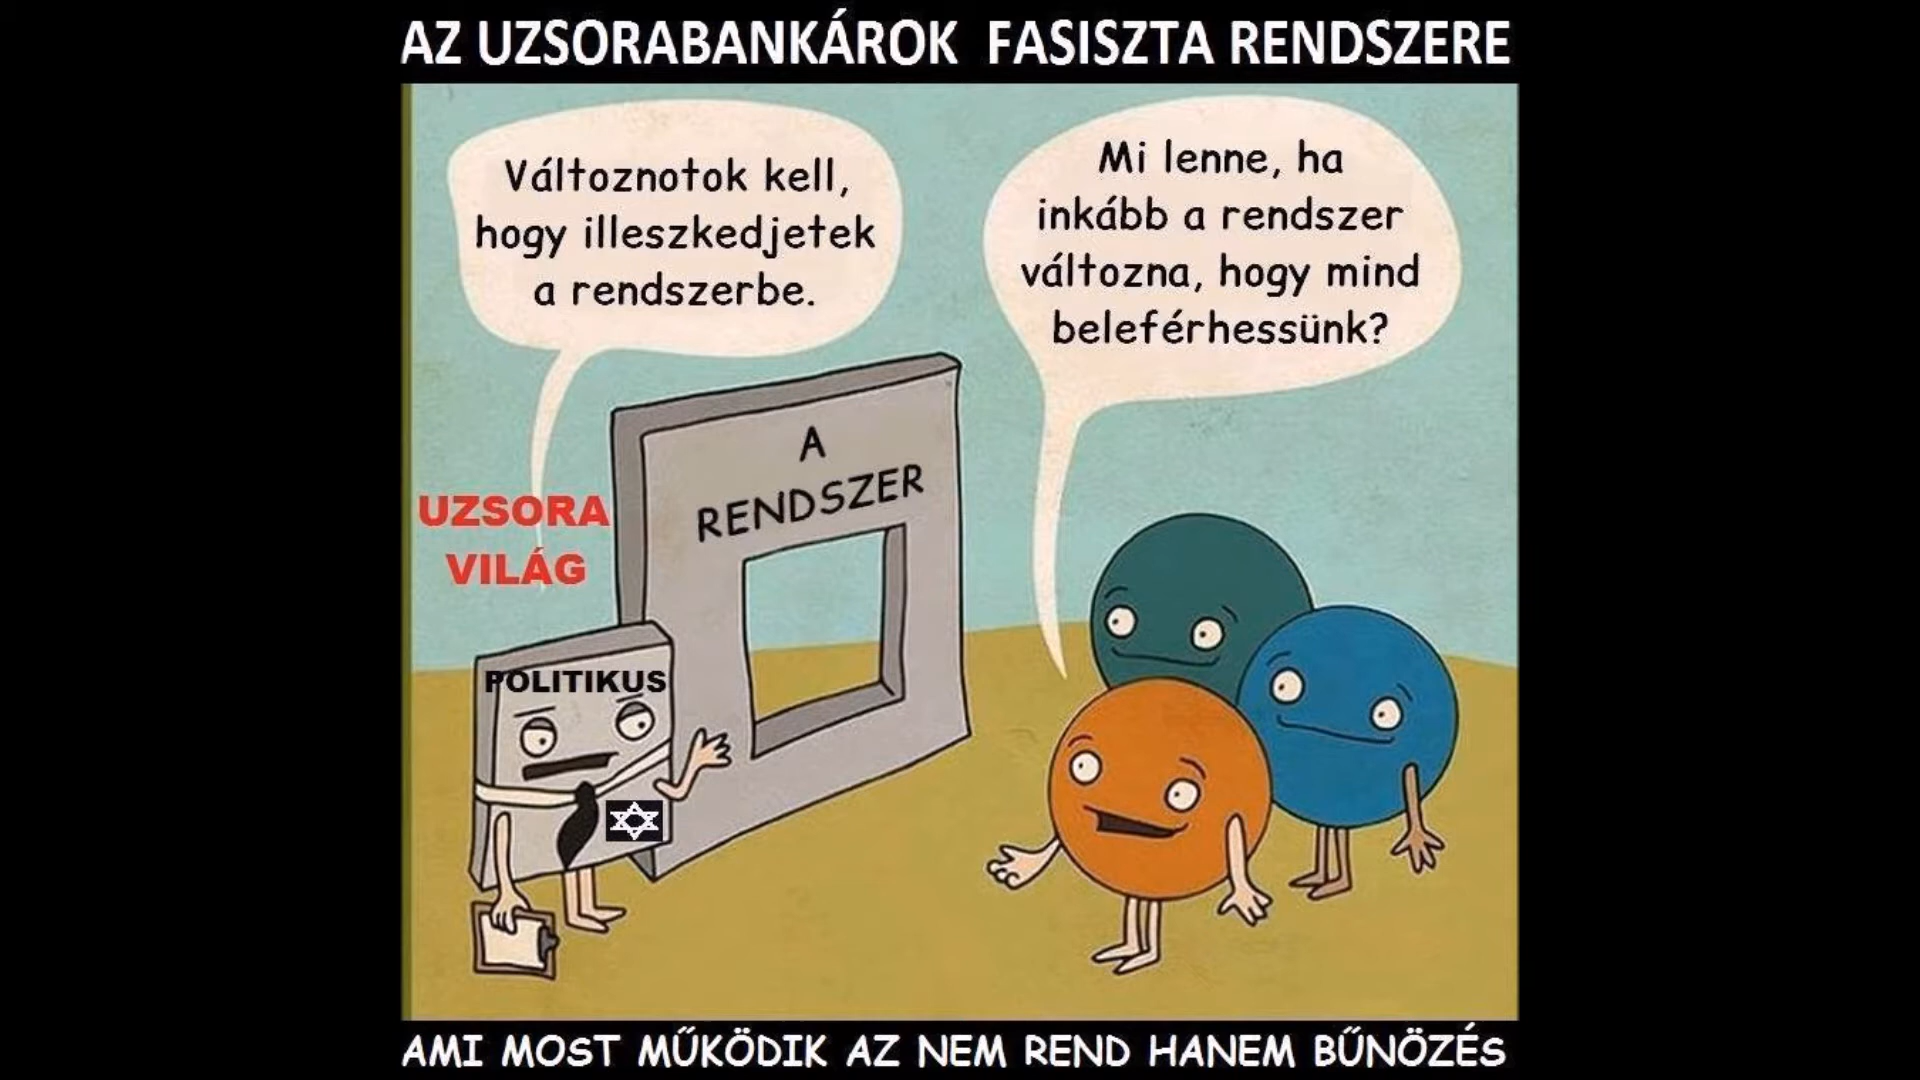 AZ UZSORABANKÁROK FASISZTA RENDSZERE
Változnotok kell,
hogy illeszkedjetek
a rendszerbe.
Mi lenne, ha
inkább a rendszer
változna, hogy mind
beleférhessünk?
A
RENDSZER
UZSORA
VILÁG
POLITIKUS
AMI MOST MŰKÖDIK AZ NEM REND HANEM BŰNÖZÉS